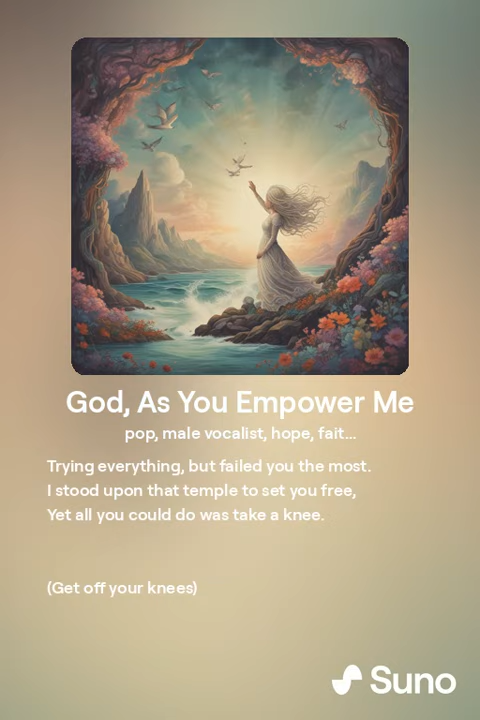 God, As You Empower Me
pop, male vocalist, hope, fait...
Trying everything, but failed you the most.
I stood upon that temple to set you free,
Yet all you could do was take a knee.
(Get off your knees)
Suno